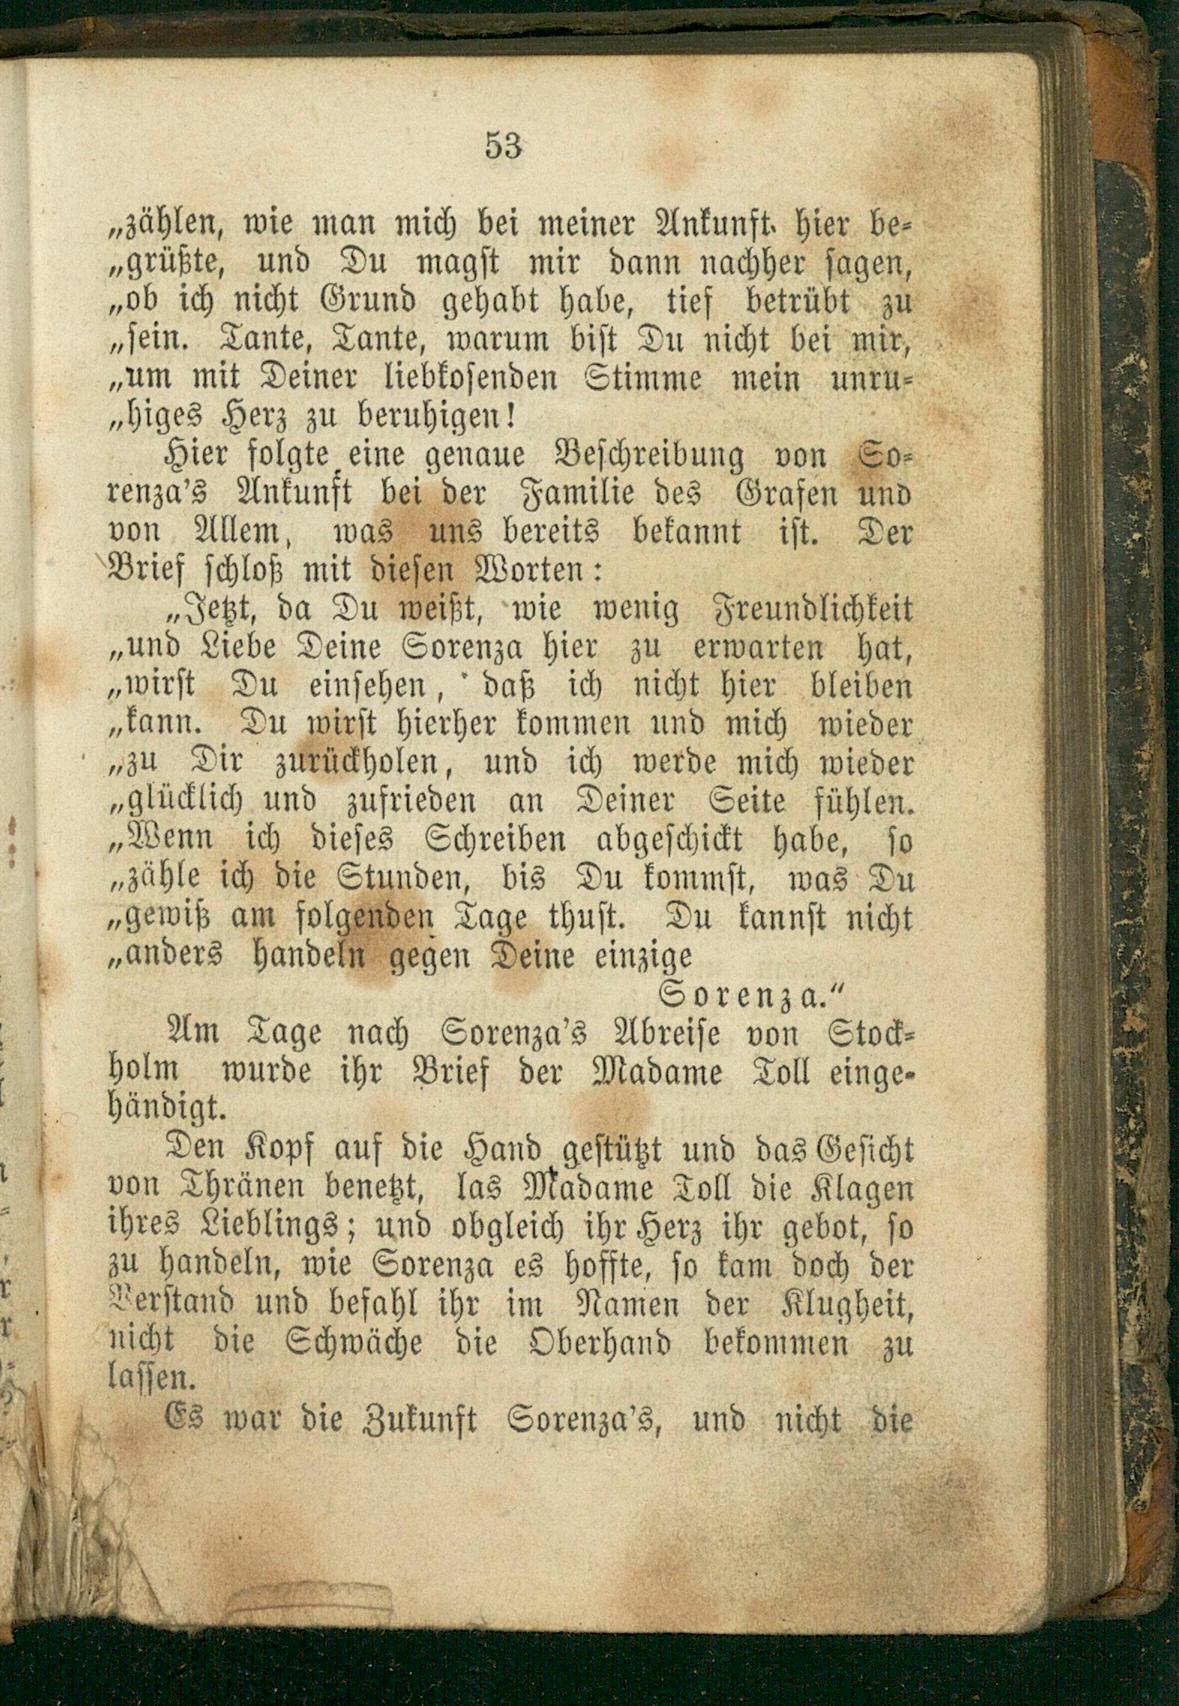 53
„zählen, wie man mich bei meiner Ankunft hier be-
„grüßte, und Du magst mir dann nachher sagen,
„ob ich nicht Grund gehabt habe, tief betrübt zu
„sein. Tante, Tante, warum bist Du nicht bei mir,
„um mit Deiner liebkosenden Stimme mein unru-
„higes Herz zu beruhigen!
Hier folgte eine genaue Beschreibung von So-
renza's Ankunft bei der Familie des Grafen und
von Allem, was uns bereits bekannt ist. Der
Brief schloß mit diesen Worten:
„Jetzt, da Du weißt, wie wenig Freundlichkeit
„und Liebe Deine Sorenza hier zu erwarten hat,
„wirst Du einsehen, daß ich nicht hier bleiben
„kann. Du wirst hierher kommen und mich wieder
„zu Dir zurückholen, und ich werde mich wieder
„glücklich und zufrieden an Deiner Seite fühlen.
„Wenn ich dieses Schreiben abgeschickt habe, so
„zähle ich die Stunden, bis Du kommst, was Du
„gewiß am folgenden Tage thust. Du kannst nicht
„anders handeln gegen Deine einzige
Sorenza.“
Am Tage nach Sorenza's Abreise von Stock-
holm wurde ihr Brief der Madame Toll einge-
händigt.
Den Kopf auf die Hand gestützt und das Gesicht
von Thränen benetzt, las Madame Toll die Klagen
ihres Lieblings; und obgleich ihr Herz ihr gebot, so
zu handeln, wie Sorenza es hoffte, so kam doch der
Verstand und befahl ihr im Namen der Klugheit,
nicht die Schwäche die Oberhand bekommen zu
lassen.
Es war die Zukunft Sorenza's, und nicht die